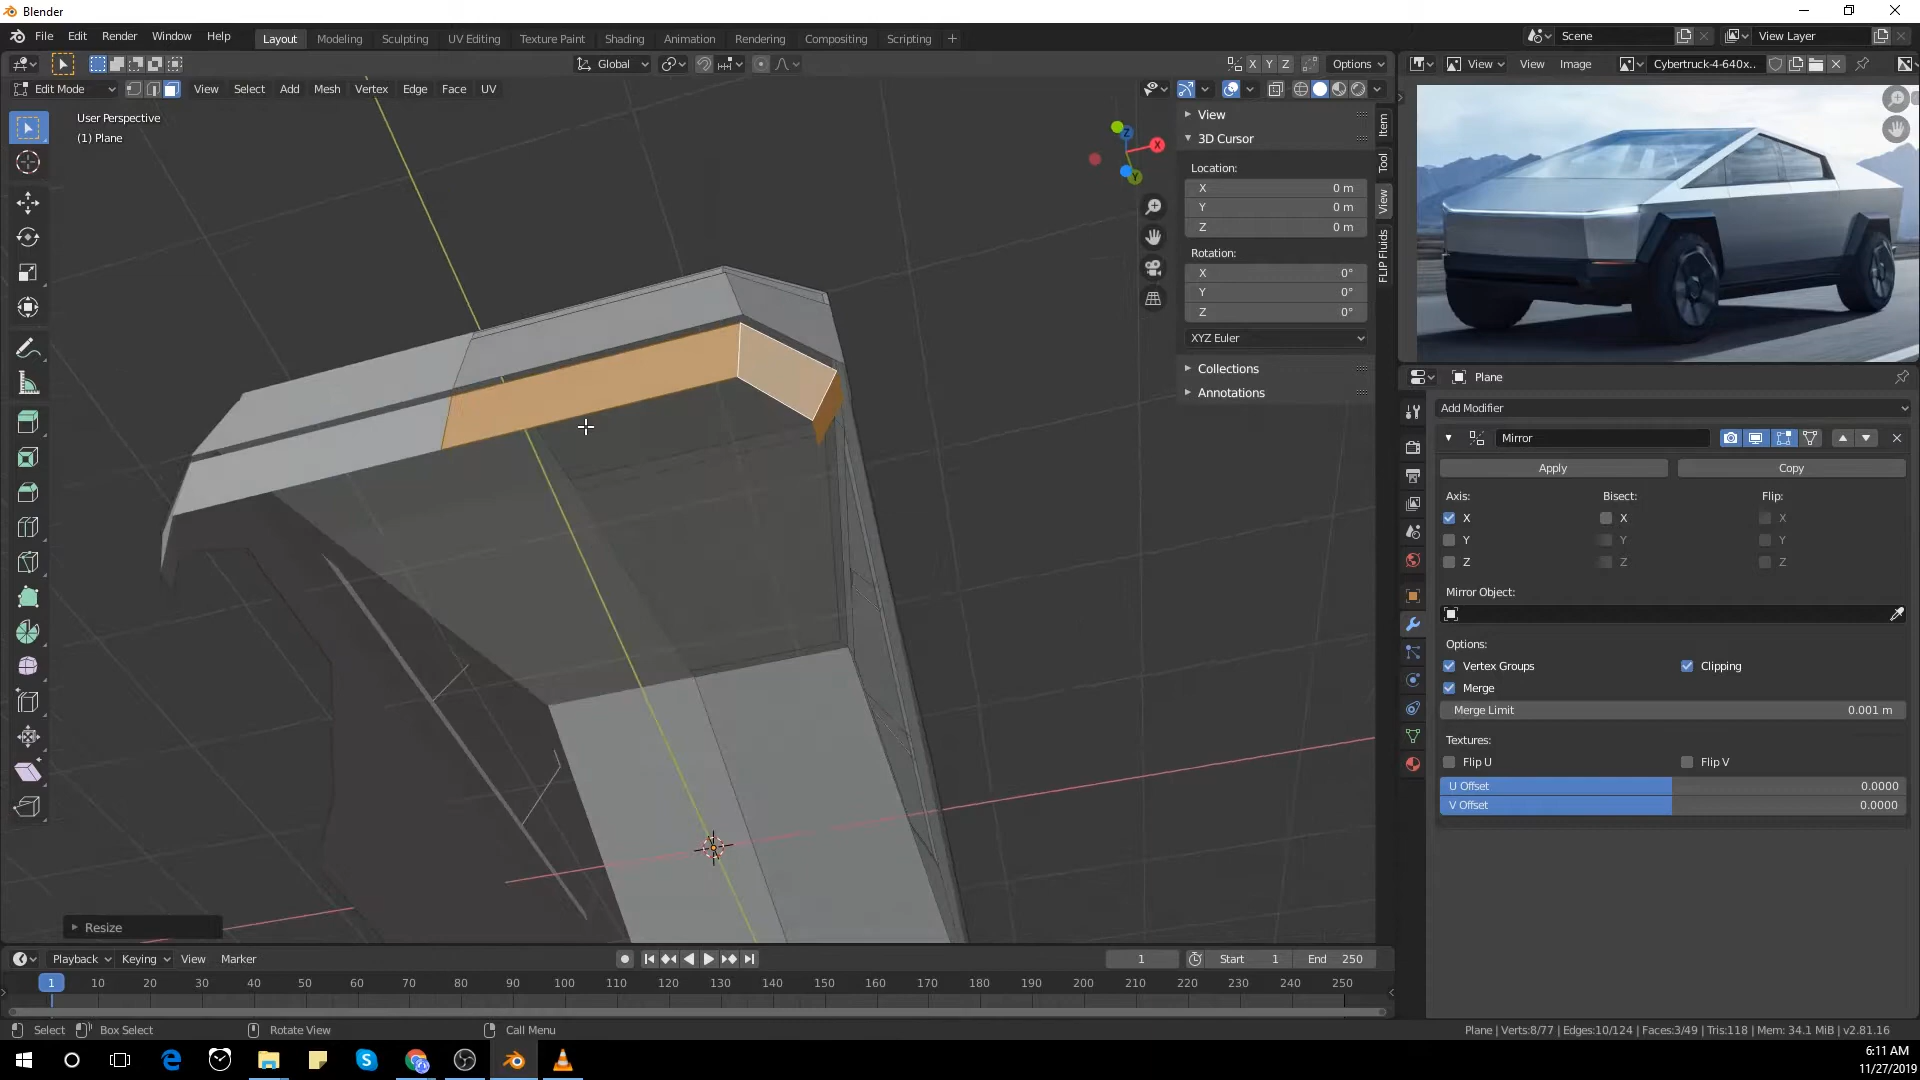 Blender
File Edit Render Window Help
Layout Modeling Sculpting UV Editing Texture Paint Shading Animation Rendering Compositing Scripting +
Scene
View Layer
Global
X Y Z
Options
View
View Image
Cybertruck-4-640x..
Edit Mode
View Select Add Mesh Vertex Edge Face UV
User Perspective
(1) Plane
View
3D Cursor
Location:
X 0 m
Y 0 m
Z 0 m
Rotation:
X 0°
Y 0°
Z 0°
XYZ Euler
Collections
Annotations
Item
Tool
View
FLIP Fluids
X
Y
Z
Plane
Add Modifier
Mirror
Apply Copy
Axis: Bisect: Flip:
X X X
Y Y Y
Z Z Z
Mirror Object:
Options:
Vertex Groups Clipping
Merge
Merge Limit 0.001 m
Textures:
Flip U Flip V
U Offset 0.0000
V Offset 0.0000
Resize
Playback Keying View Marker
1
Start 1
End 250
1 10 20 30 40 50 60 70 80 90 100 110 120 130 140 150 160 170 180 190 200 210 220 230 240 250
Select Box Select Rotate View Call Menu
Plane | Verts:8/77 | Edges:10/124 | Faces:3/49 | Tris:118 | Mem: 34.1 MiB | v2.81.16
6:11 AM
11/27/2019